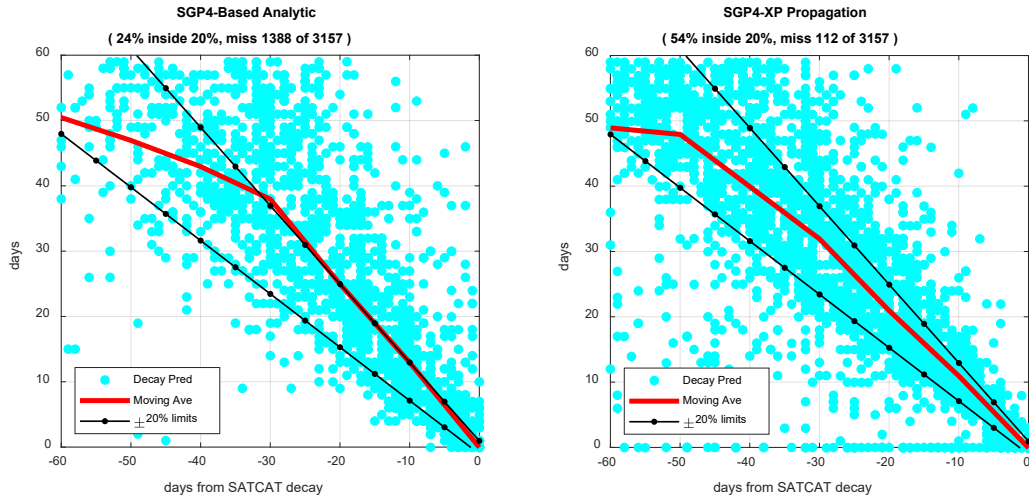 SGP4-Based Analytic
( 24% inside 20%, miss 1388 of 3157 )
60
50
40
30
20
10
0
days
Decay Pred
Moving Ave
±20% limits
-60 -50 -40 -30 -20 -10 0
days from SATCAT decay
SGP4-XP Propagation
( 54% inside 20%, miss 112 of 3157 )
60
50
40
30
20
10
0
days
Decay Pred
Moving Ave
±20% limits
-60 -50 -40 -30 -20 -10 0
days from SATCAT decay